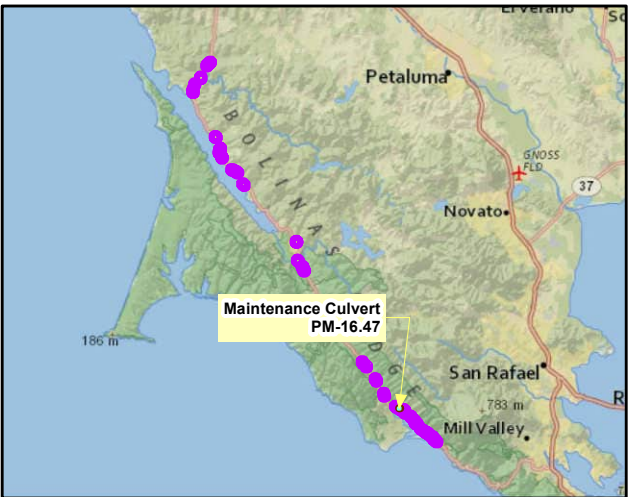 El Verano
So
Petaluma
GNOSS
FLD
37
BOLINAS
Novato
Maintenance Culvert
PM-16.47
186 m
DGE
San Rafael
783 m
R
Mill Valley